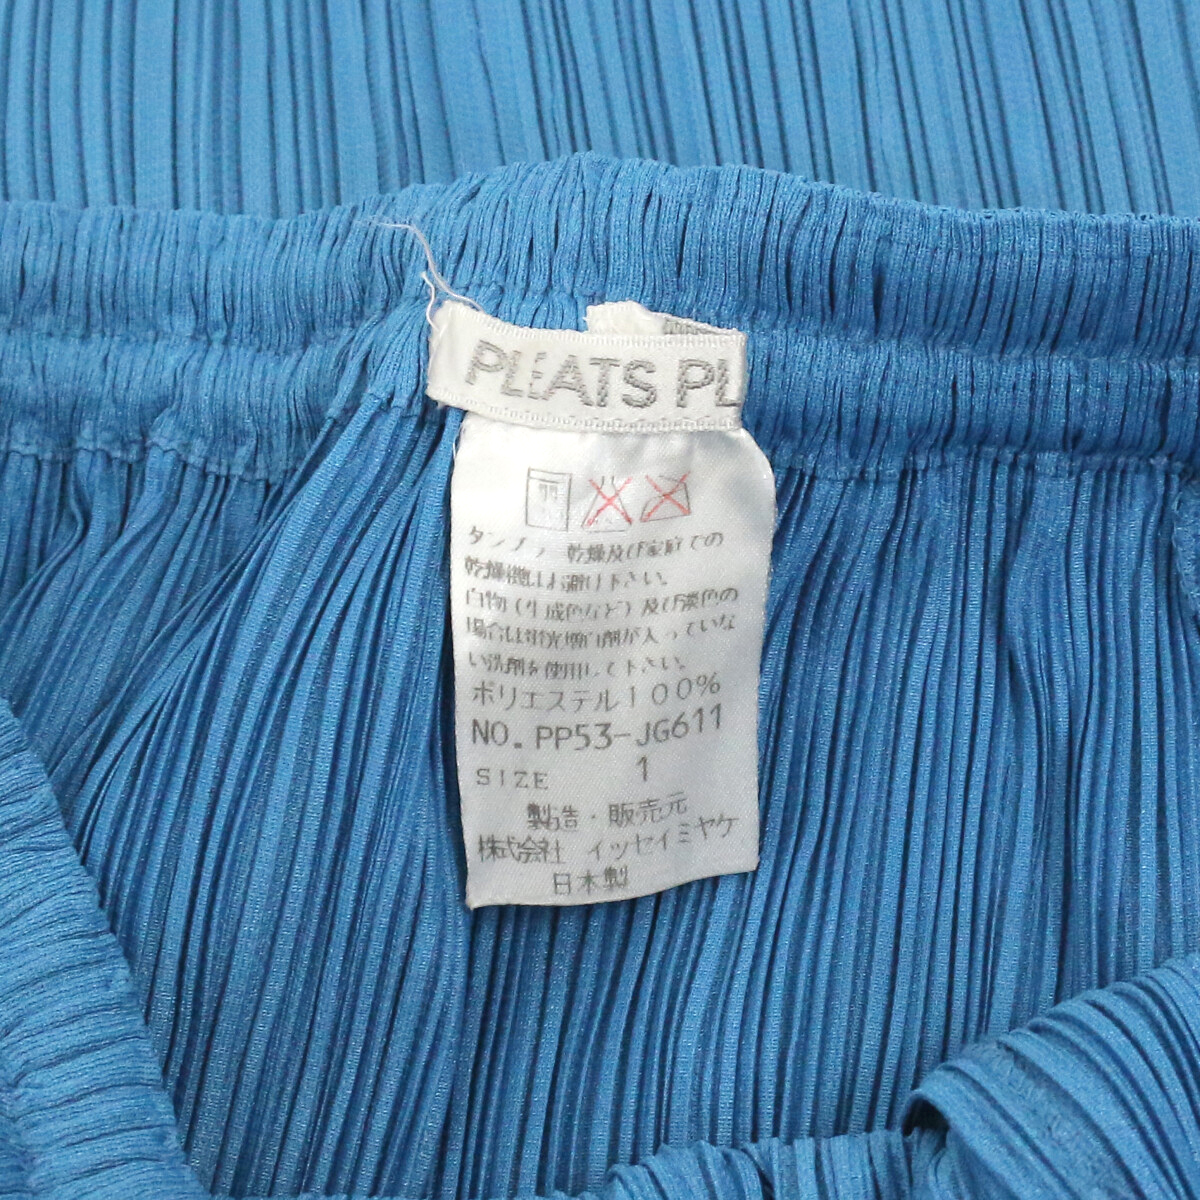 PLEATS PL
タンブラー乾燥及び家庭での
乾燥機はお避け下さい。
白物(生成色など)及び淡色の
場合は蛍光増白剤が入っていな
い洗剤を使用して下さい。
ポリエステル100%
NO. PP53-JG611
SIZE 1
製造・販売元
株式会社 イッセイミヤケ
日本製